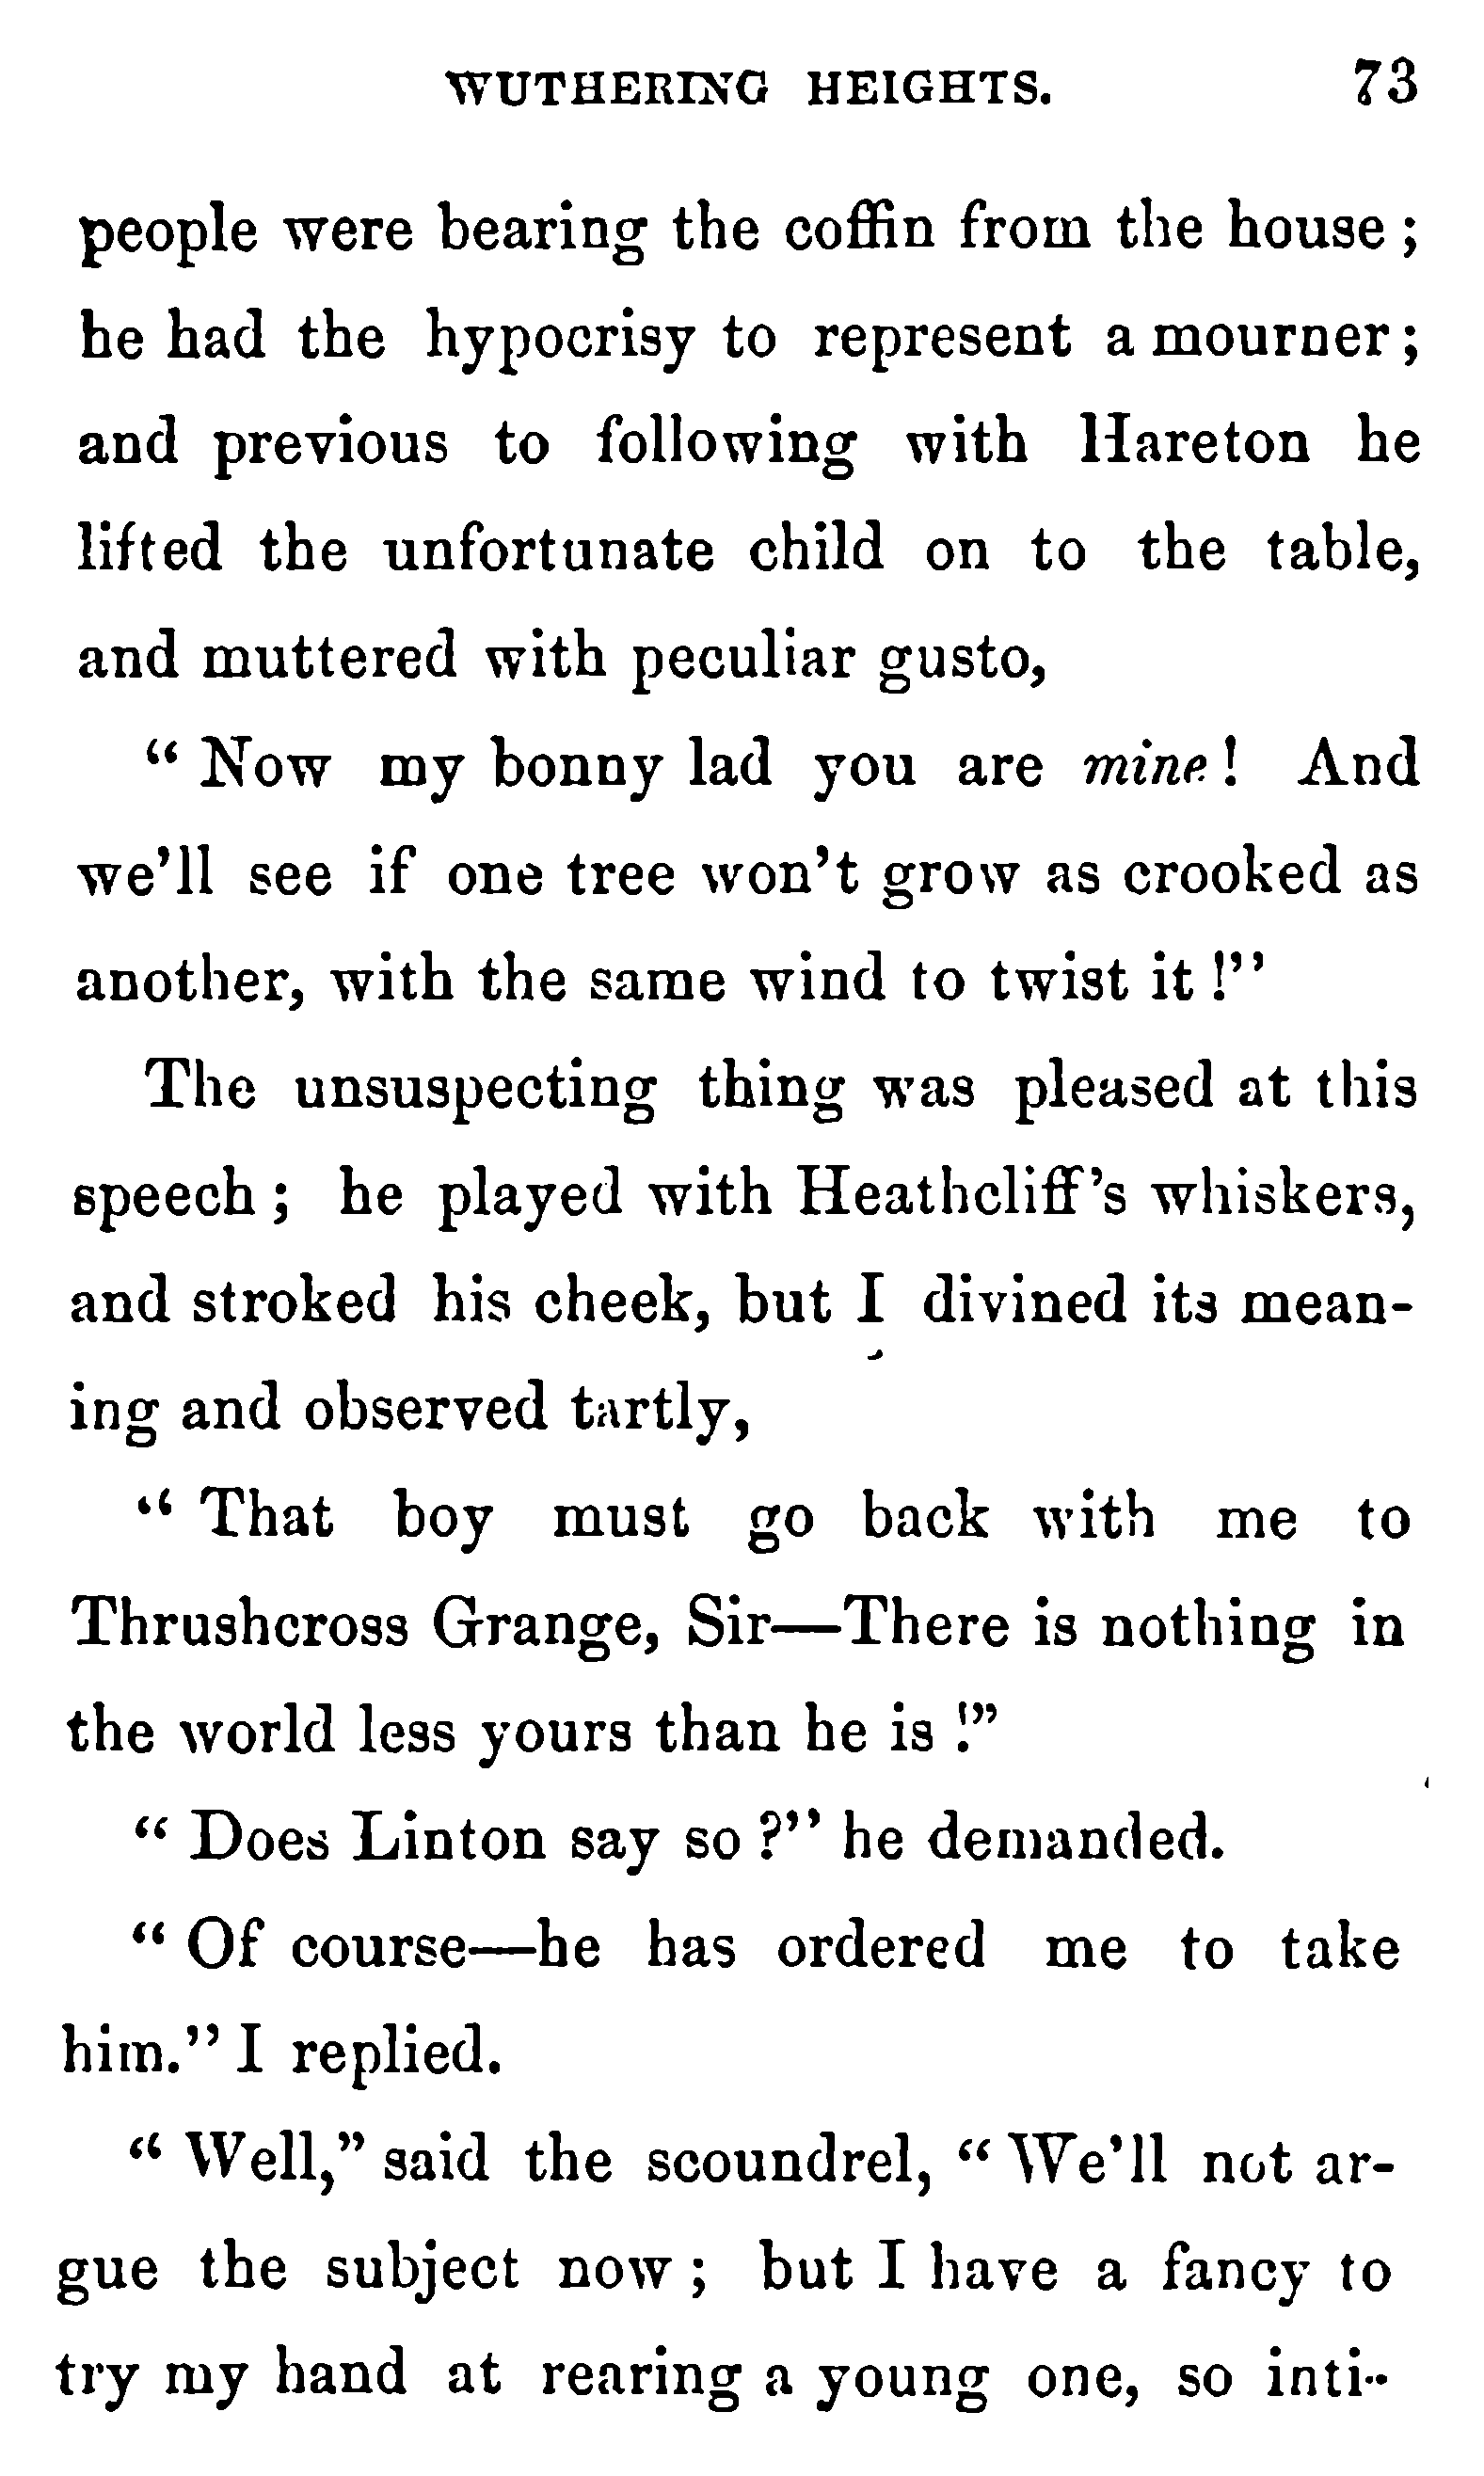 WUTHERING HEIGHTS. 73
people were bearing the coffin from the house ;
he had the hypocrisy to represent a mourner ;
and previous to following with Hareton he
lifted the unfortunate child on to the table,
and muttered with peculiar gusto,
“ Now my bonny lad you are mine ! And
we’ll see if one tree won’t grow as crooked as
another, with the same wind to twist it !”
The unsuspecting thing was pleased at this
speech ; he played with Heathcliff’s whiskers,
and stroked his cheek, but I divined its mean-
ing and observed tartly,
“ That boy must go back with me to
Thrushcross Grange, Sir—There is nothing in
the world less yours than he is !”
“ Does Linton say so ?” he demanded.
“ Of course—he has ordered me to take
him.” I replied.
“ Well,” said the scoundrel, “ We’ll not ar-
gue the subject now ; but I have a fancy to
try my hand at rearing a young one, so inti-